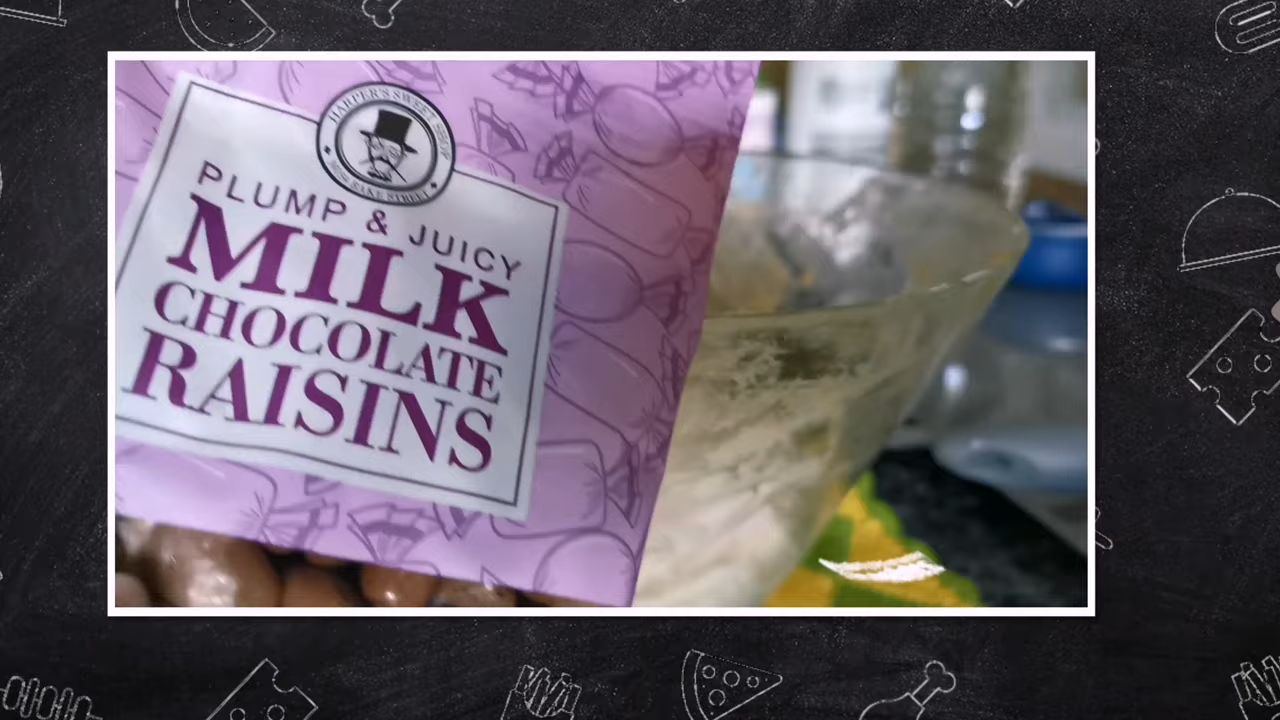 HARPER'S SWEET SHOP
PLUMP & JUICY
MILK
CHOCOLATE
RAISINS